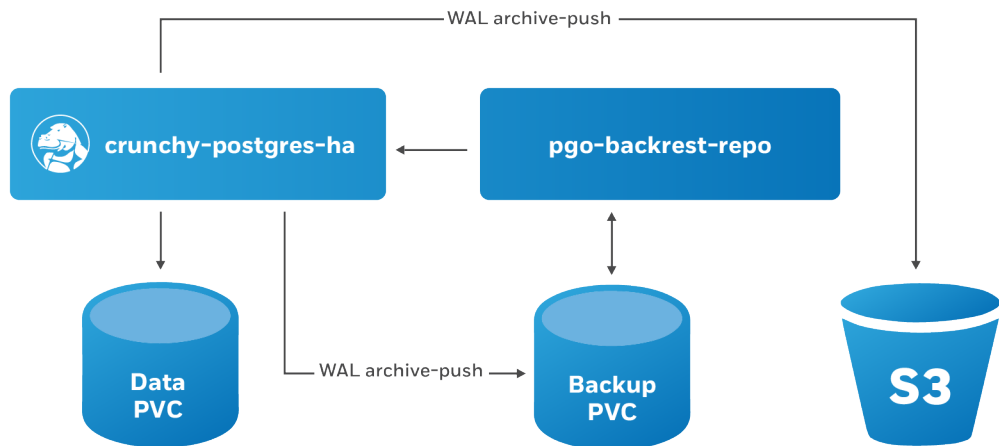 WAL archive-push
crunchy-postgres-ha
pgo-backrest-repo
WAL archive-push
Data
PVC
Backup
PVC
S3